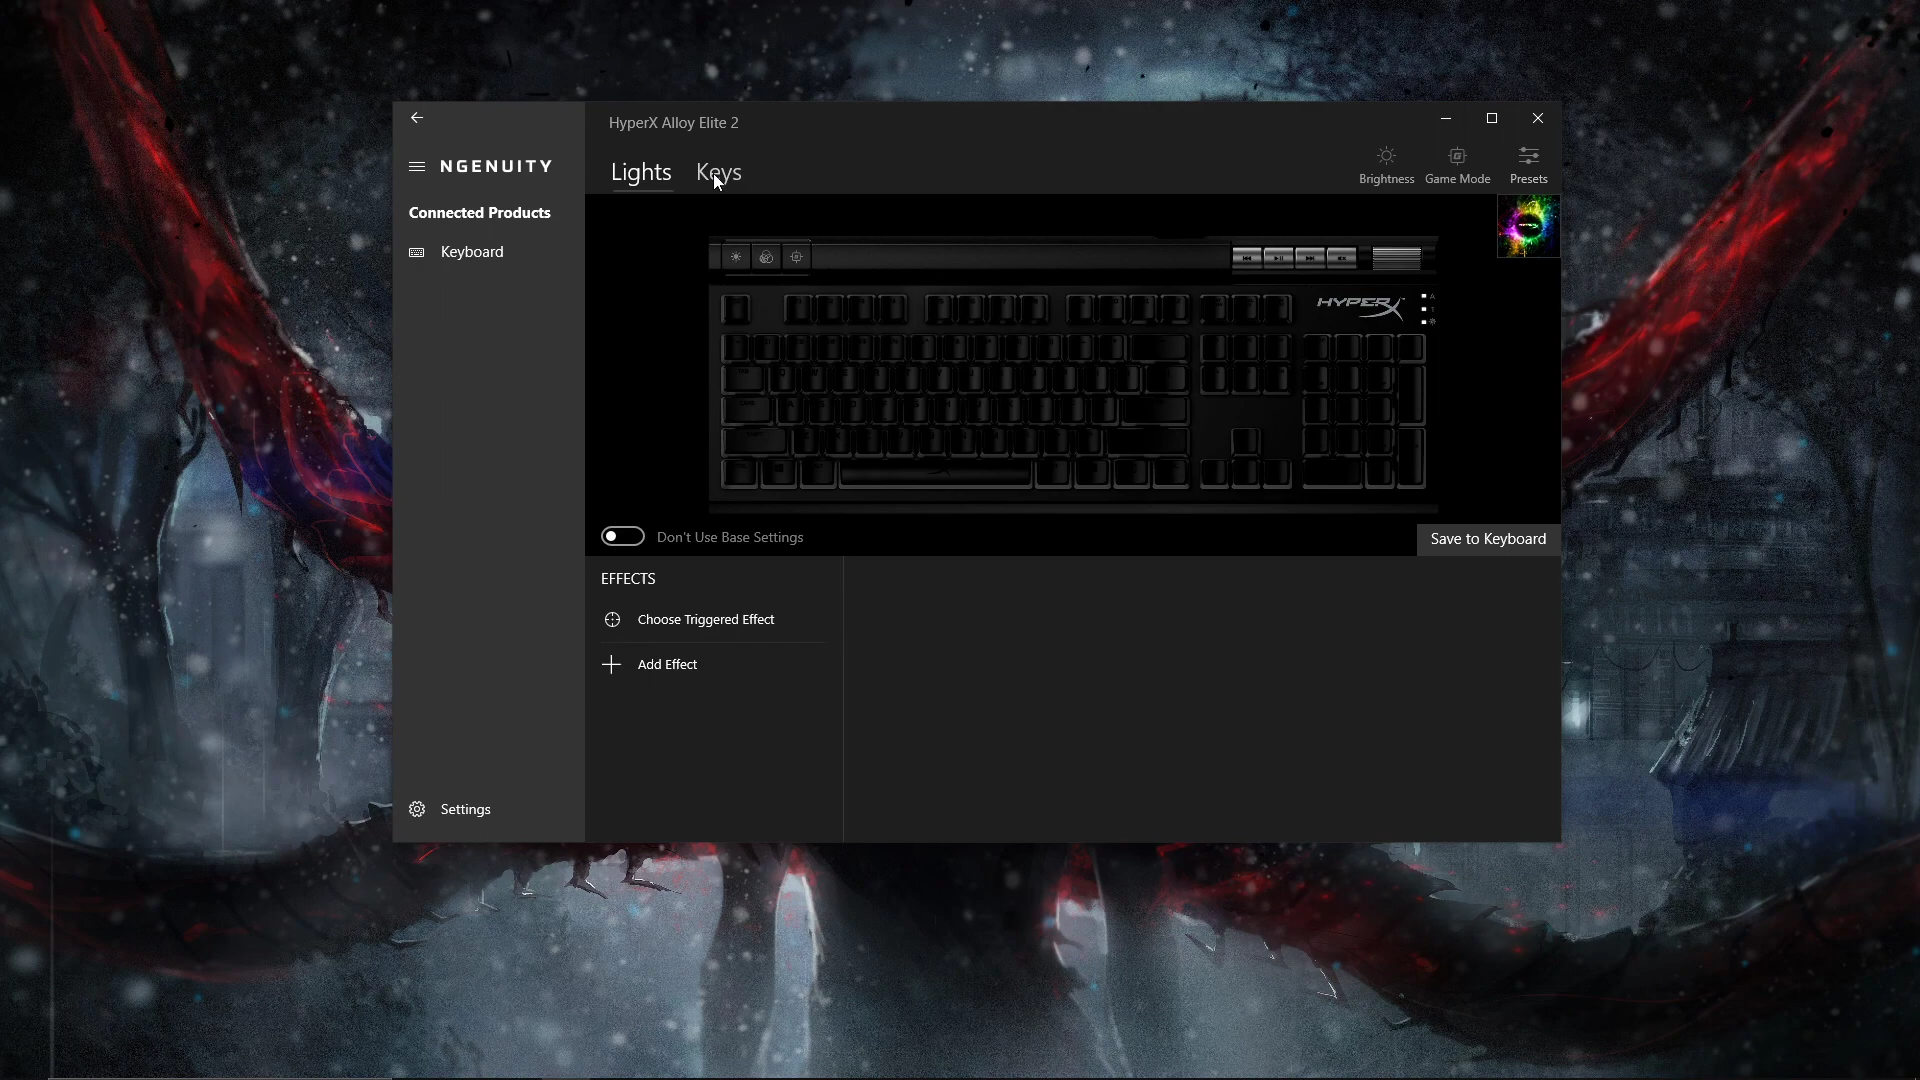 HyperX Alloy Elite 2
NGENUITY
Lights
Keys
Brightness
Game Mode
Presets
Connected Products
Keyboard
HYPERX
A
Don't Use Base Settings
Save to Keyboard
EFFECTS
Choose Triggered Effect
Add Effect
Settings